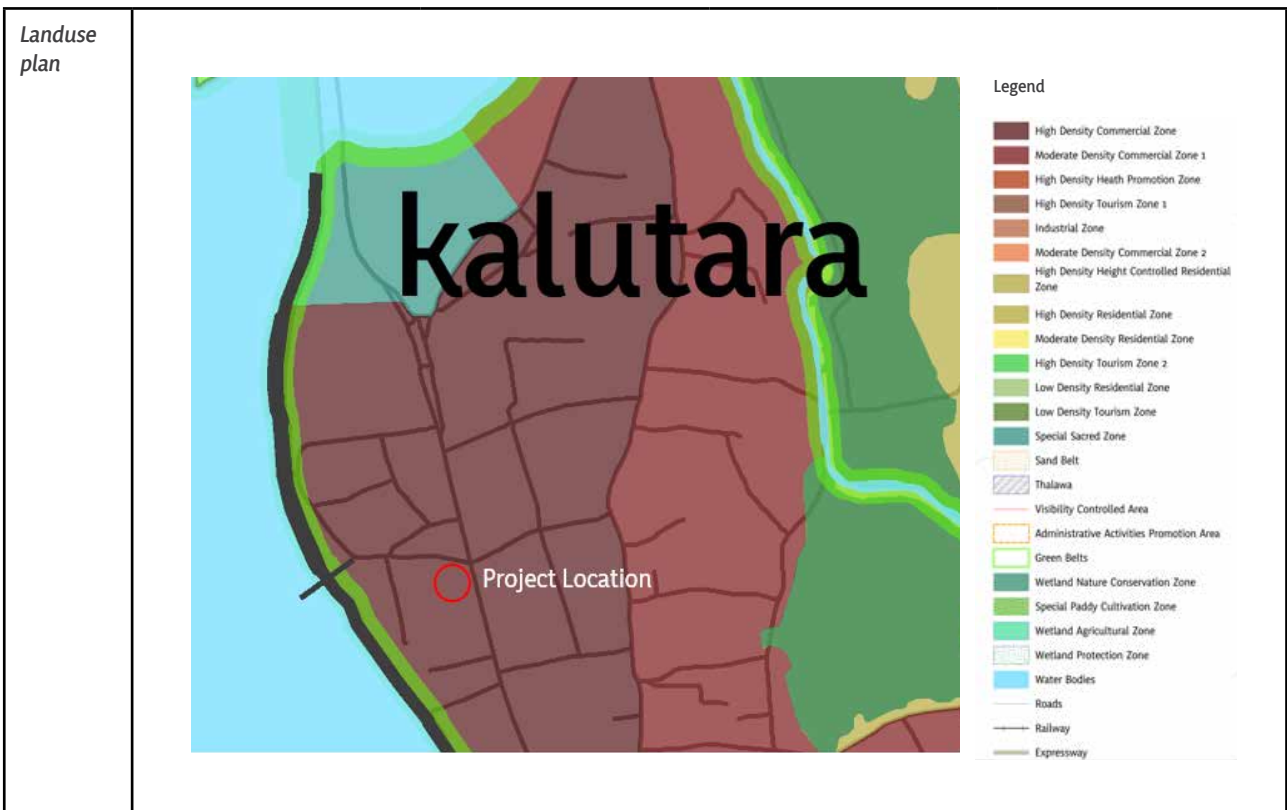 Landuse
plan
kalutara
Project Location
Legend
High Density Commercial Zone
Moderate Density Commercial Zone 1
High Density Heath Promotion Zone
High Density Tourism Zone 1
Industrial Zone
Moderate Density Commercial Zone 2
High Density Height Controlled Residential
Zone
High Density Residential Zone
Moderate Density Residential Zone
High Density Tourism Zone 2
Low Density Residential Zone
Low Density Tourism Zone
Special Sacred Zone
Sand Belt
Thalawa
Visibility Controlled Area
Administrative Activities Promotion Area
Green Belts
Wetland Nature Conservation Zone
Special Paddy Cultivation Zone
Wetland Agricultural Zone
Wetland Protection Zone
Water Bodies
Roads
Railway
Expressway